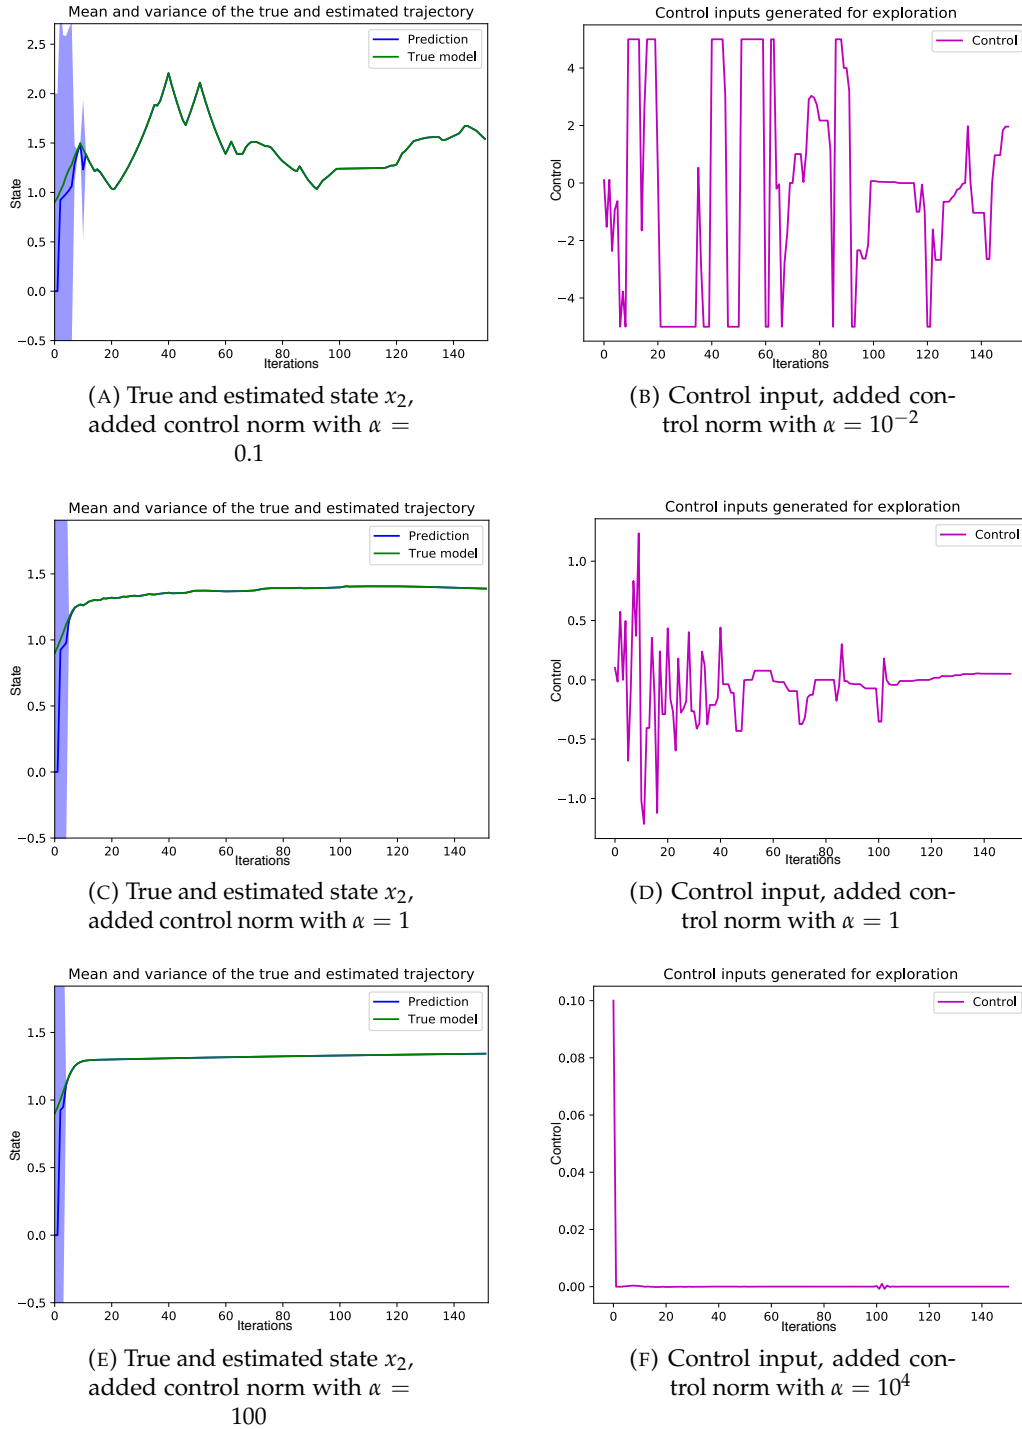 Mean and variance of the true and estimated trajectory
Prediction
True model
2.5
2.0
1.5
1.0
0.5
0.0
−0.5
State
0 20 40 60 80 100 120 140
Iterations
(A) True and estimated state x₂,
added control norm with α =
0.1
Control inputs generated for exploration
Control
4
2
0
−2
−4
Control
0 20 40 60 80 100 120 140
Iterations
(B) Control input, added con-
trol norm with α = 10⁻²
Mean and variance of the true and estimated trajectory
Prediction
True model
1.5
1.0
0.5
0.0
−0.5
State
0 20 40 60 80 100 120 140
Iterations
(C) True and estimated state x₂,
added control norm with α = 1
Control inputs generated for exploration
Control
1.0
0.5
0.0
−0.5
−1.0
Control
0 20 40 60 80 100 120 140
Iterations
(D) Control input, added con-
trol norm with α = 1
Mean and variance of the true and estimated trajectory
Prediction
True model
1.5
1.0
0.5
0.0
−0.5
State
0 20 40 60 80 100 120 140
Iterations
(E) True and estimated state x₂,
added control norm with α =
100
Control inputs generated for exploration
Control
0.10
0.08
0.06
0.04
0.02
0.00
Control
0 20 40 60 80 100 120 140
Iterations
(F) Control input, added con-
trol norm with α = 10⁴